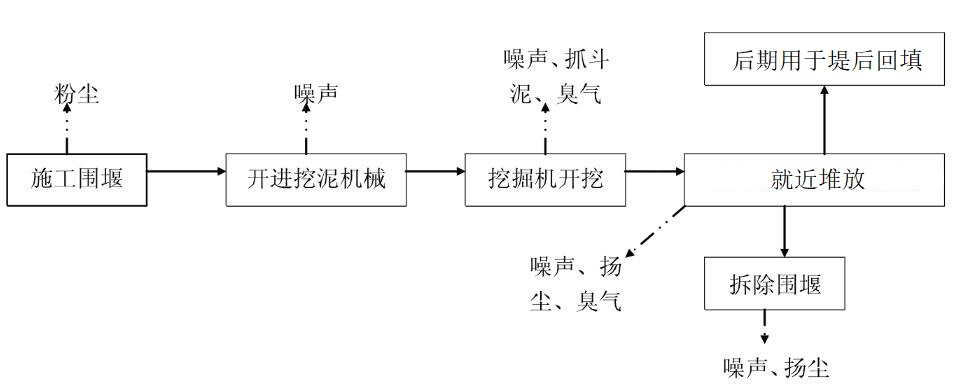 噪声、抓斗
泥、臭气
后期用于堤后回填
粉尘
噪声
施工围堰
开进挖泥机械
挖掘机开挖
就近堆放
噪声、扬
尘、臭气
拆除围堰
噪声、扬尘